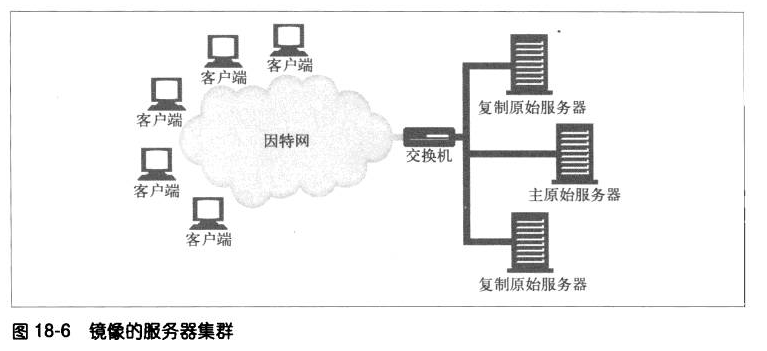 客户端
客户端
客户端
客户端
客户端
因特网
交换机
复制原始服务器
主原始服务器
复制原始服务器
图 18-6 镜像的服务器集群